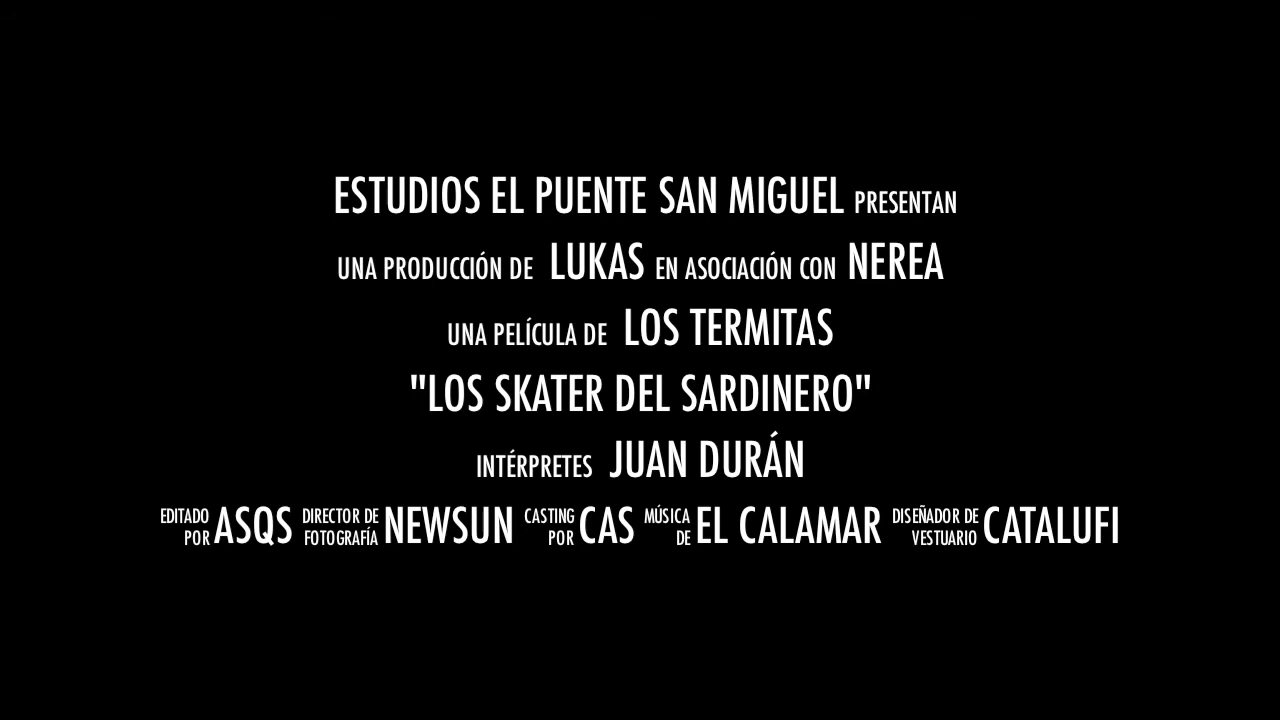 ESTUDIOS EL PUENTE SAN MIGUEL PRESENTAN
UNA PRODUCCIÓN DE LUKAS EN ASOCIACIÓN CON NEREA
UNA PELÍCULA DE LOS TERMITAS
"LOS SKATER DEL SARDINERO"
INTÉRPRETES JUAN DURÁN
EDITADO POR ASQS DIRECTOR DE FOTOGRAFÍA NEWSUN CASTING POR CAS MÚSICA DE EL CALAMAR DISEÑADOR DE VESTUARIO CATALUFI